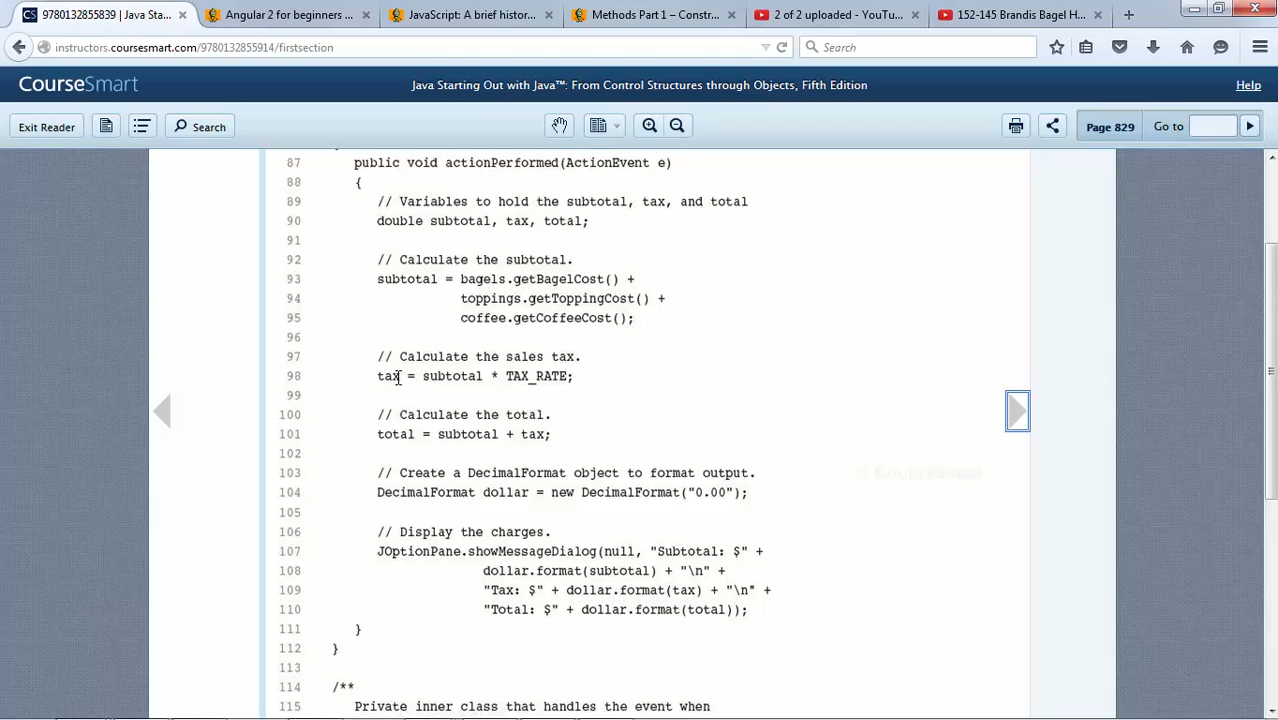 9780132855839 | Java Sta...
Angular 2 for beginners ...
JavaScript: A brief histor...
Methods Part 1 – Constr...
2 of 2 uploaded - YouTu...
152-145 Brandis Bagel H...
instructors.coursesmart.com/9780132855914/firstsection
Search
CourseSmart
Java Starting Out with Java™: From Control Structures through Objects, Fifth Edition
Help
Exit Reader
Search
Page 829
Go to
87 public void actionPerformed(ActionEvent e)
88 {
89 // Variables to hold the subtotal, tax, and total
90 double subtotal, tax, total;
91
92 // Calculate the subtotal.
93 subtotal = bagels.getBagelCost() +
94 toppings.getToppingCost() +
95 coffee.getCoffeeCost();
96
97 // Calculate the sales tax.
98 tax = subtotal * TAX_RATE;
99
100 // Calculate the total.
101 total = subtotal + tax;
102
103 // Create a DecimalFormat object to format output.
104 DecimalFormat dollar = new DecimalFormat("0.00");
105
106 // Display the charges.
107 JOptionPane.showMessageDialog(null, "Subtotal: $" +
108 dollar.format(subtotal) + "\n" +
109 "Tax: $" + dollar.format(tax) + "\n" +
110 "Total: $" + dollar.format(total));
111 }
112 }
113
114 /**
115 Private inner class that handles the event when